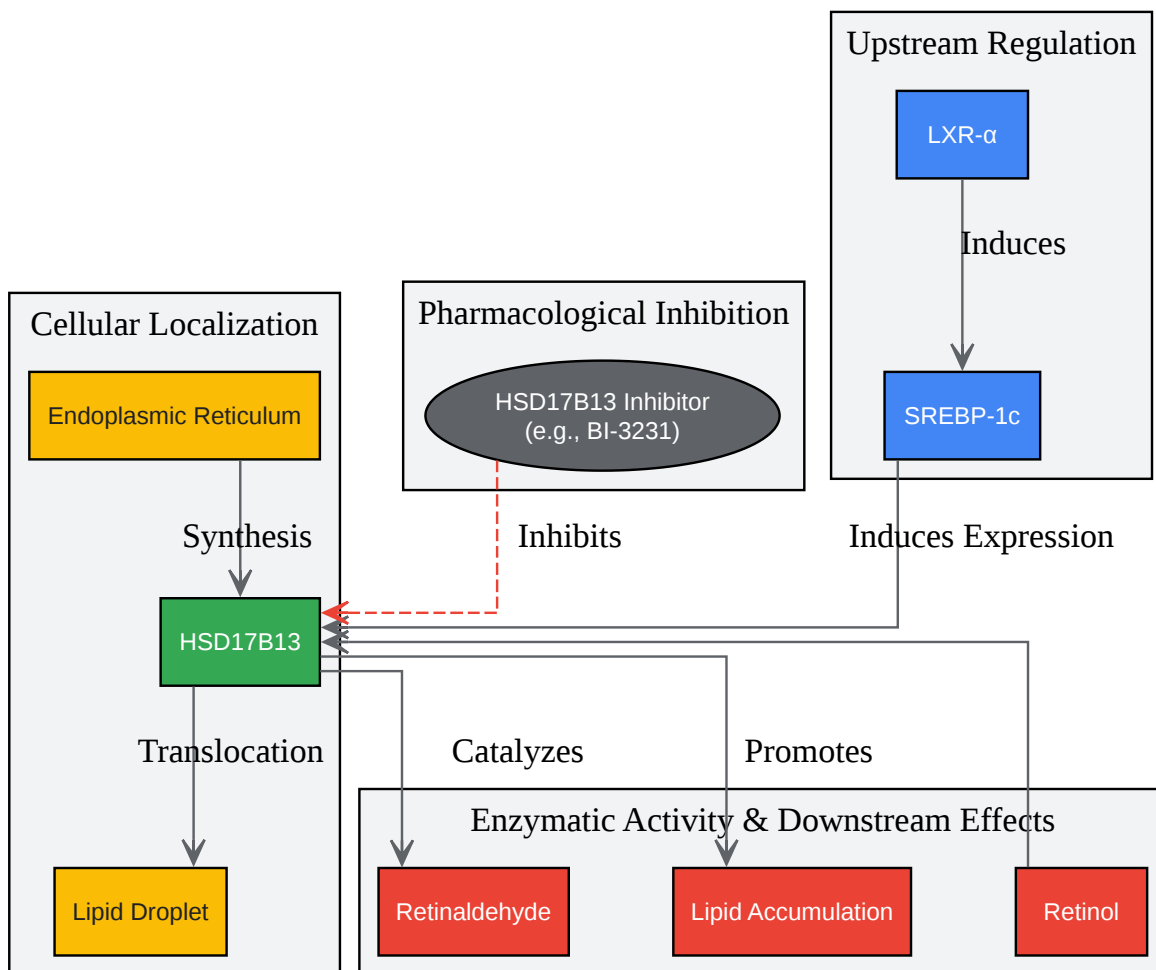 Upstream Regulation
LXR-α
Induces
Pharmacological Inhibition
Cellular Localization
Endoplasmic Reticulum
HSD17B13 Inhibitor
(e.g., BI-3231)
SREBP-1c
Synthesis
Inhibits
Induces Expression
HSD17B13
Translocation
Catalyzes
Promotes
Enzymatic Activity & Downstream Effects
Lipid Droplet
Retinaldehyde
Lipid Accumulation
Retinol